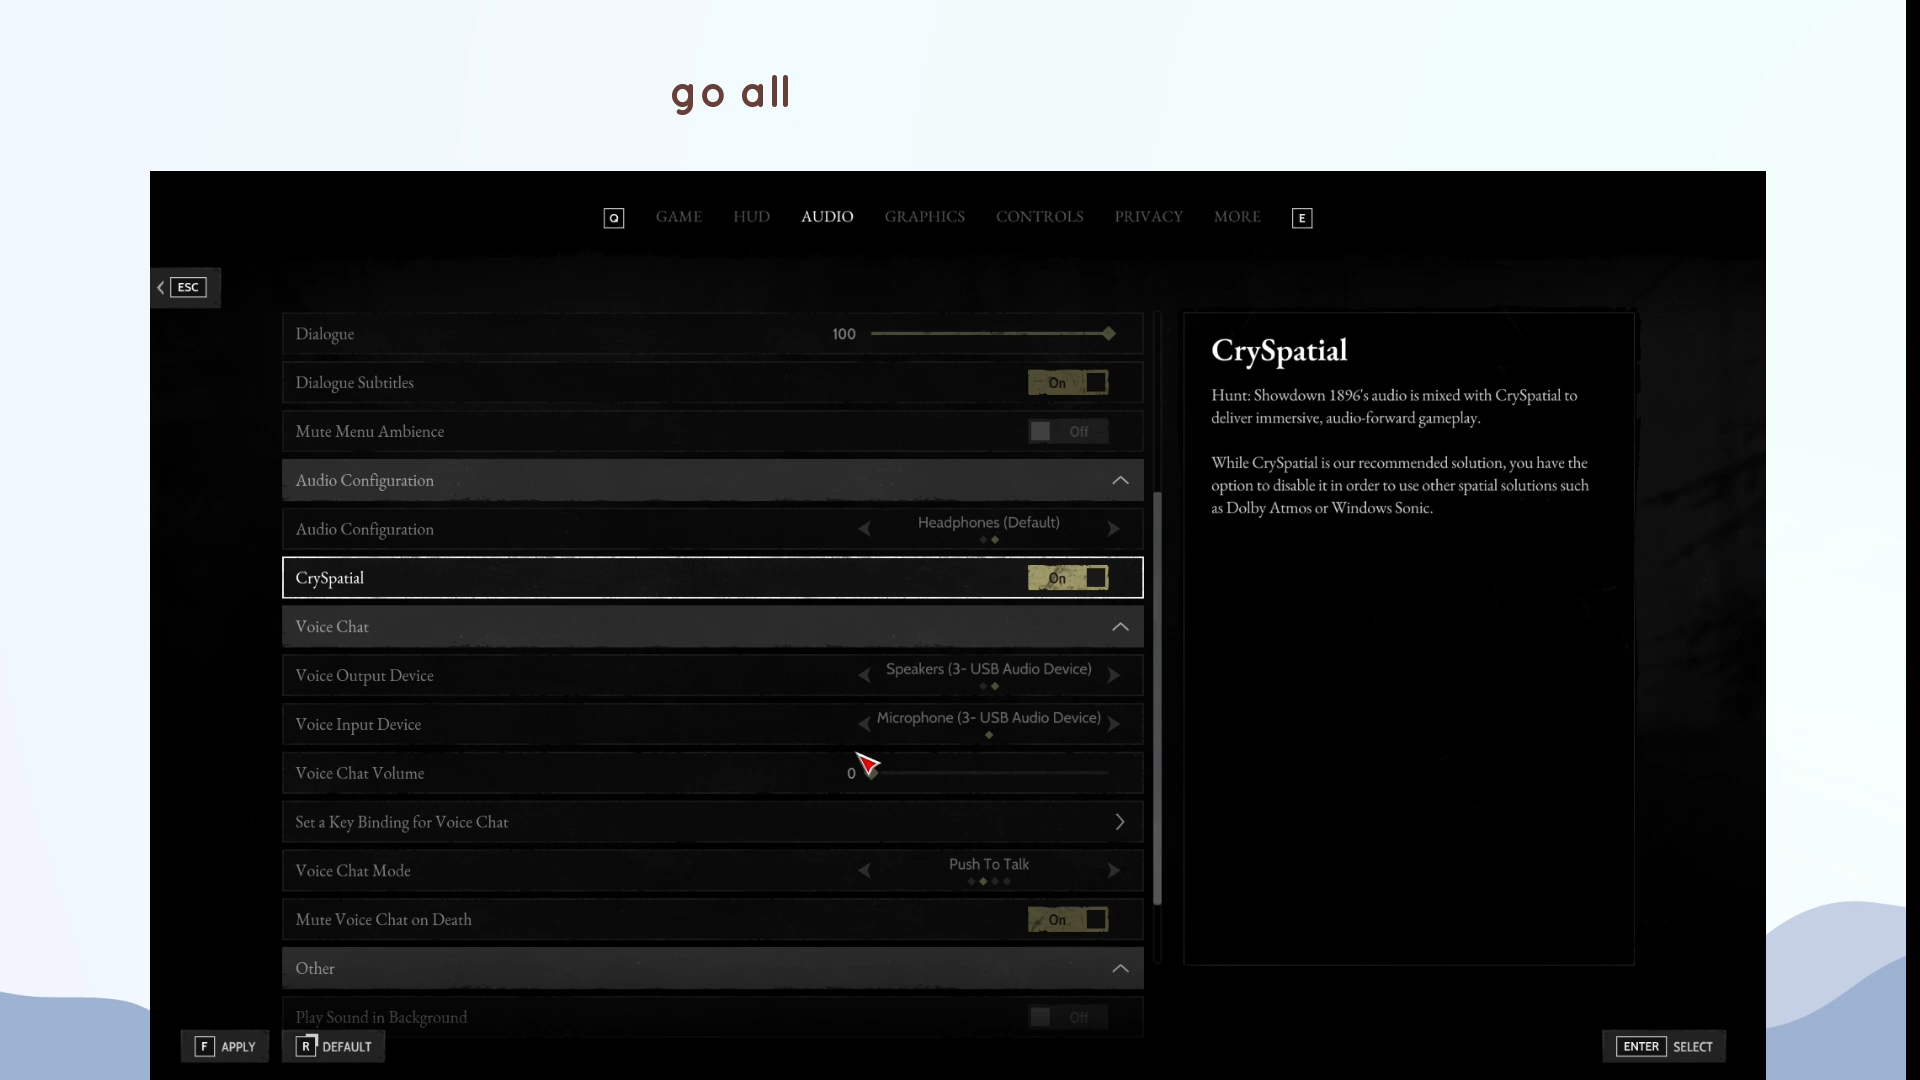 go all
Q GAME HUD AUDIO GRAPHICS CONTROLS PRIVACY MORE E
ESC
Dialogue 100
Dialogue Subtitles On
Mute Menu Ambience Off
Audio Configuration
Audio Configuration Headphones (Default)
CrySpatial On
Voice Chat
Voice Output Device Speakers (3- USB Audio Device)
Voice Input Device Microphone (3- USB Audio Device)
Voice Chat Volume 0
Set a Key Binding for Voice Chat
Voice Chat Mode Push To Talk
Mute Voice Chat on Death On
Other
Play Sound in Background Off
CrySpatial
Hunt: Showdown 1896's audio is mixed with CrySpatial to
deliver immersive, audio-forward gameplay.
While CrySpatial is our recommended solution, you have the
option to disable it in order to use other spatial solutions such
as Dolby Atmos or Windows Sonic.
F APPLY R DEFAULT ENTER SELECT